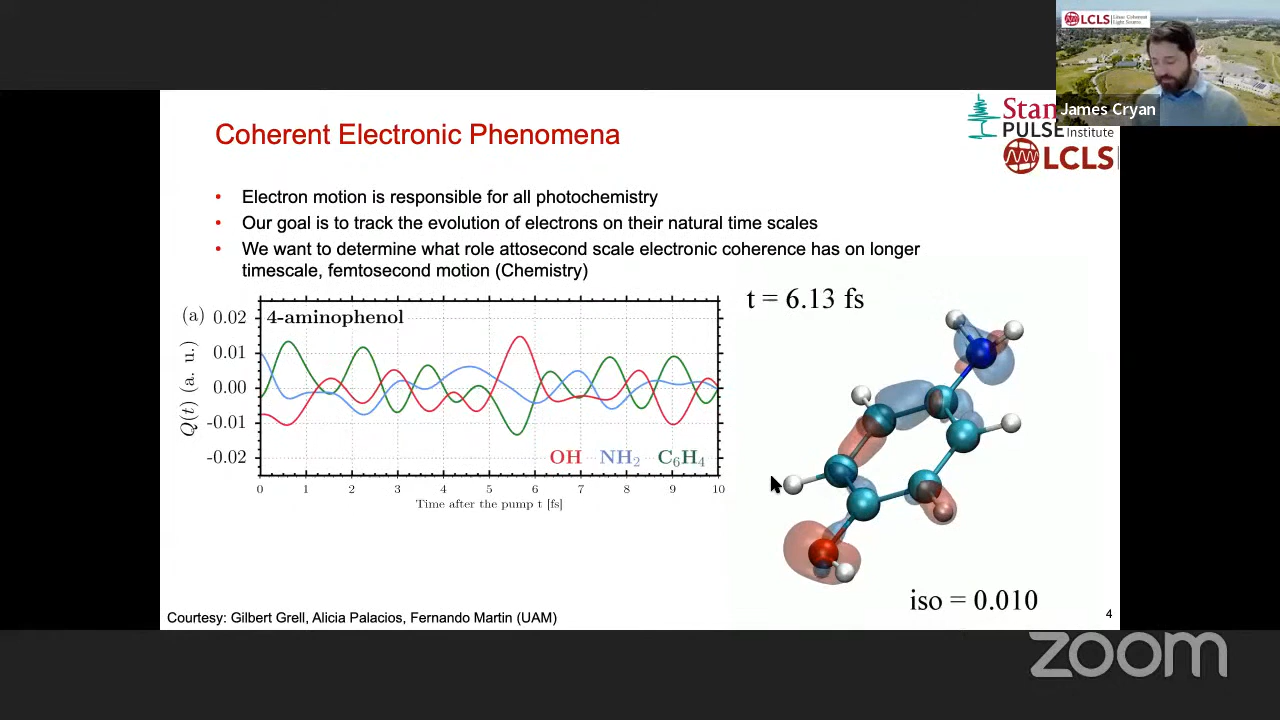 LCLS
Linac Coherent
Light Source
James Cryan
PULSE Institute
LCLS
Coherent Electronic Phenomena
• Electron motion is responsible for all photochemistry
• Our goal is to track the evolution of electrons on their natural time scales
• We want to determine what role attosecond scale electronic coherence has on longer
timescale, femtosecond motion (Chemistry)
(a)
4-aminophenol
0.02
0.01
0.00
-0.01
-0.02
Q(t) (a. u.)
OH NH2 C6H4
0 1 2 3 4 5 6 7 8 9 10
Time after the pump t [fs]
t = 6.13 fs
iso = 0.010
Courtesy: Gilbert Grell, Alicia Palacios, Fernando Martin (UAM)
4
zoom